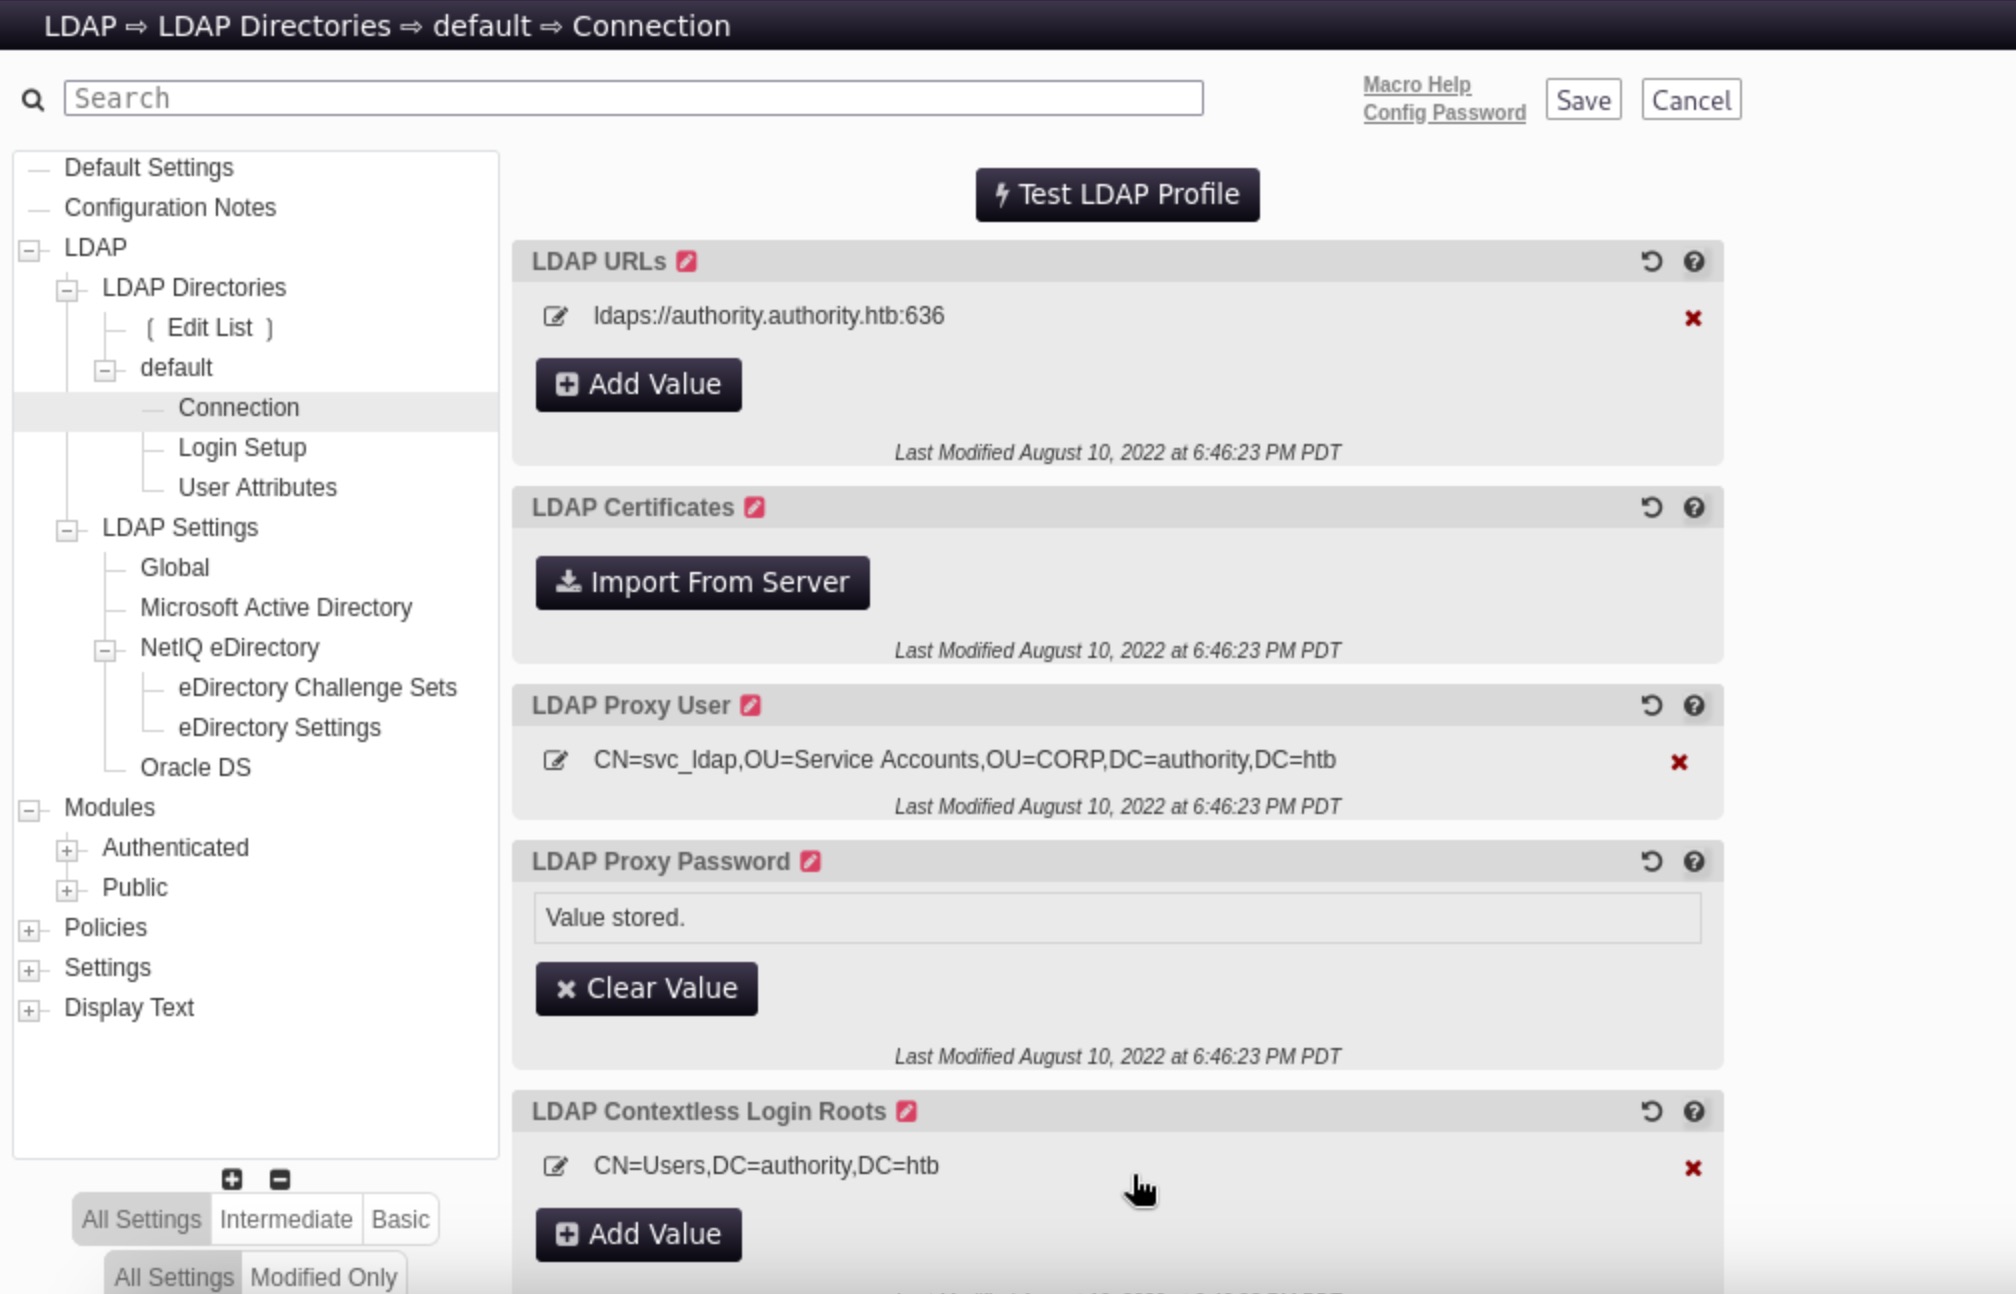 LDAP ⇨ LDAP Directories ⇨ default ⇨ Connection
Search
Macro Help
Config Password
Save
Cancel
Default Settings
Configuration Notes
LDAP
LDAP Directories
[ Edit List ]
default
Connection
Login Setup
User Attributes
LDAP Settings
Global
Microsoft Active Directory
NetIQ eDirectory
eDirectory Challenge Sets
eDirectory Settings
Oracle DS
Modules
Authenticated
Public
Policies
Settings
Display Text
All Settings Intermediate Basic
All Settings Modified Only
Test LDAP Profile
LDAP URLs
ldaps://authority.authority.htb:636
Add Value
Last Modified August 10, 2022 at 6:46:23 PM PDT
LDAP Certificates
Import From Server
Last Modified August 10, 2022 at 6:46:23 PM PDT
LDAP Proxy User
CN=svc_ldap,OU=Service Accounts,OU=CORP,DC=authority,DC=htb
Last Modified August 10, 2022 at 6:46:23 PM PDT
LDAP Proxy Password
Value stored.
Clear Value
Last Modified August 10, 2022 at 6:46:23 PM PDT
LDAP Contextless Login Roots
CN=Users,DC=authority,DC=htb
Add Value